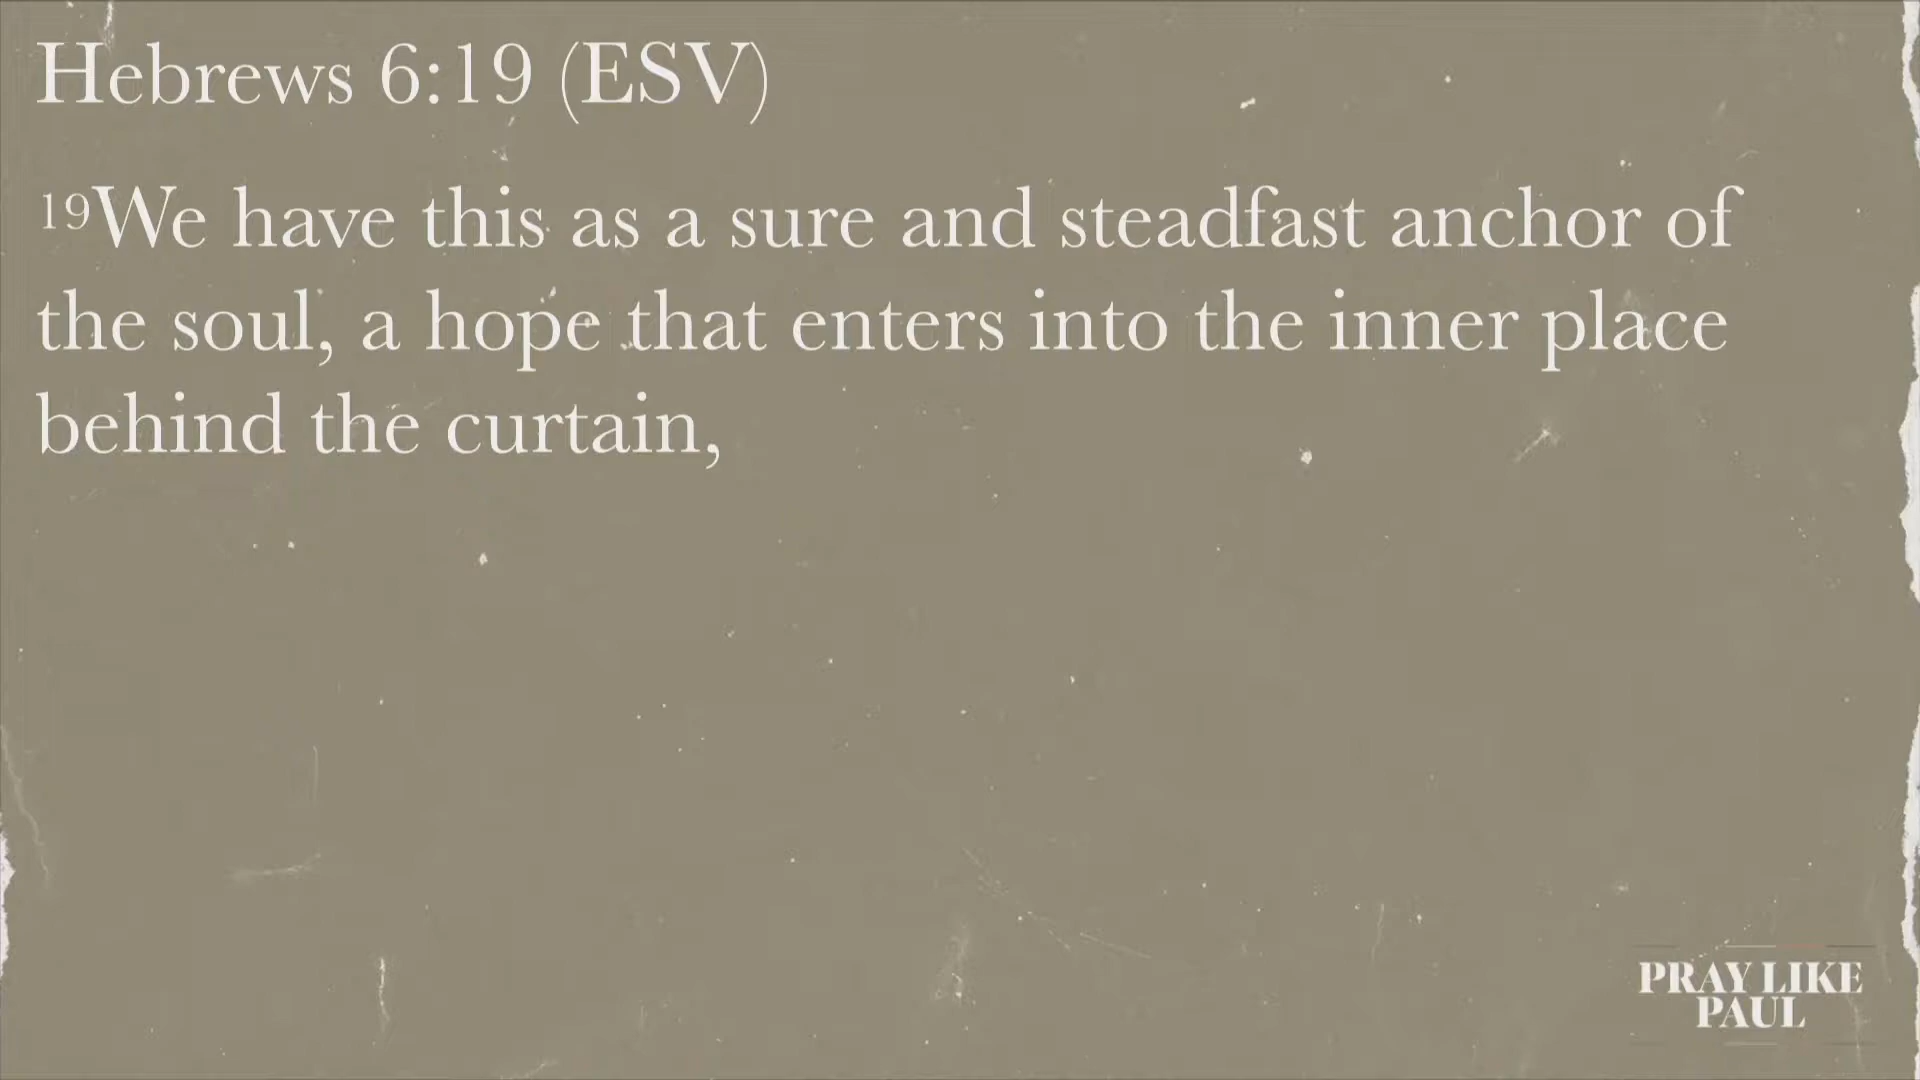 Hebrews 6:19 (ESV)
19We have this as a sure and steadfast anchor of
the soul, a hope that enters into the inner place
behind the curtain,
PRAY LIKE
PAUL